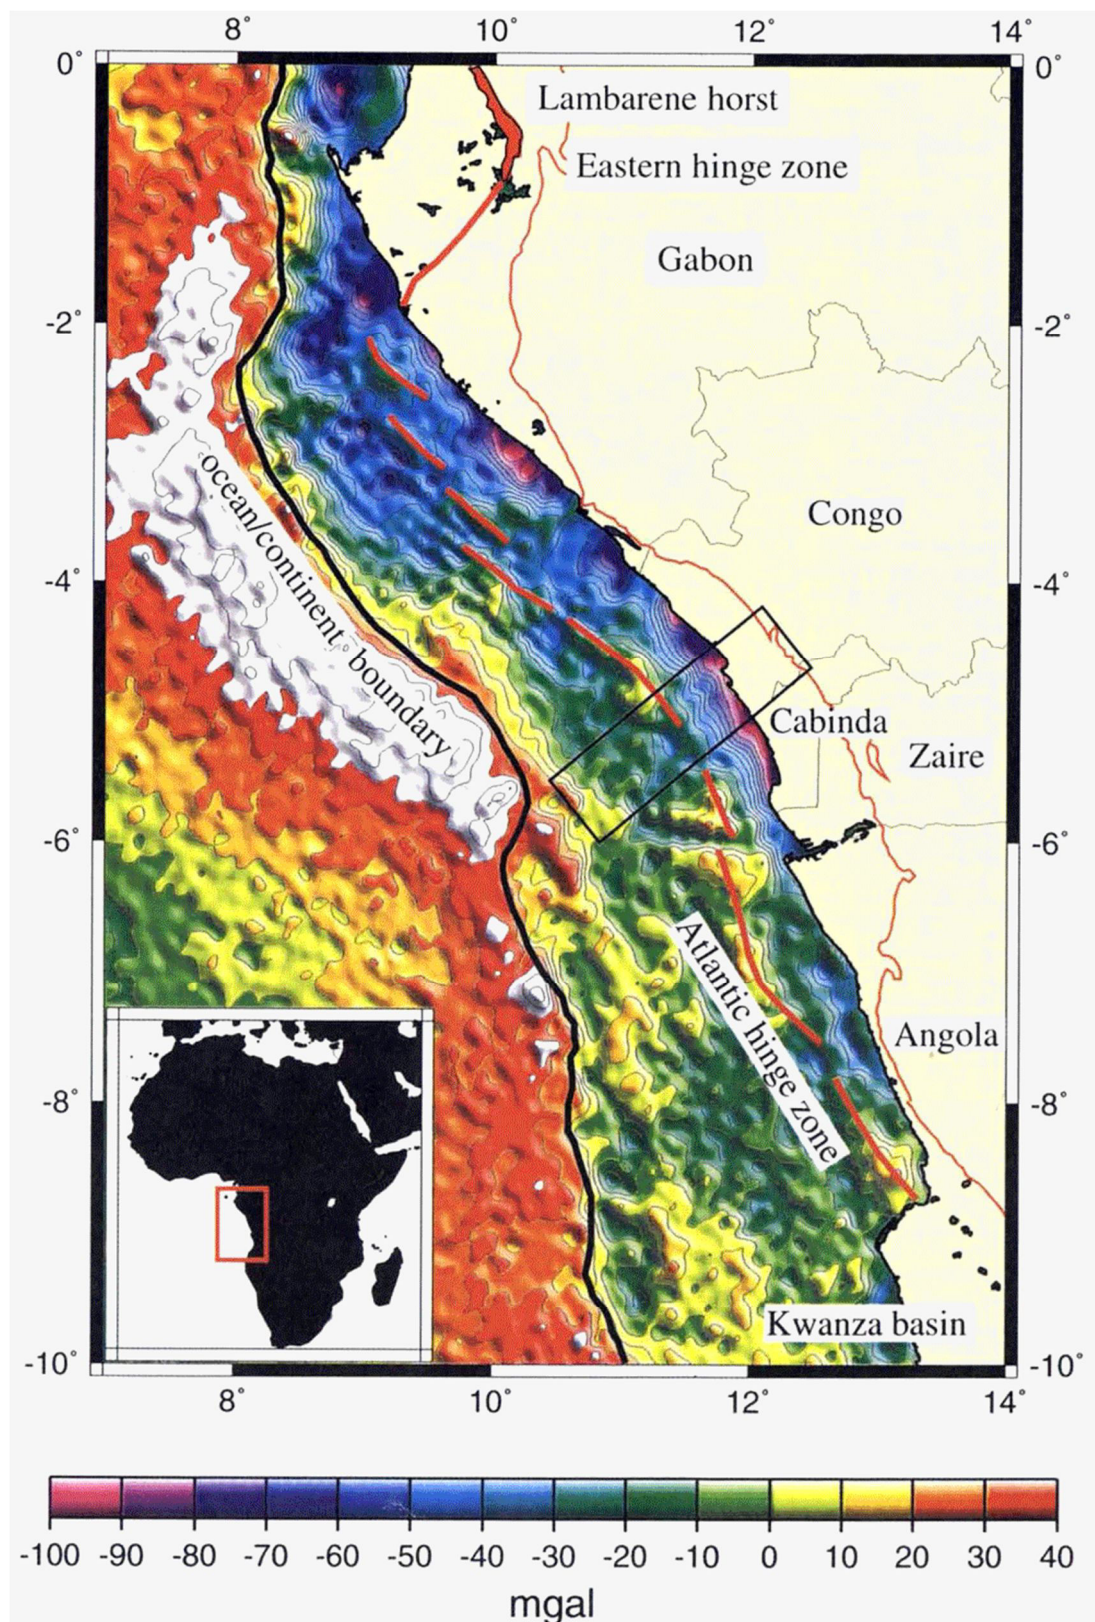 8° 10° 12° 14°
0° 0°
Lambarene horst
Eastern hinge zone
Gabon
-2° -2°
ocean/continent boundary
Congo
-4° -4°
Cabinda
Zaire
-6° -6°
Atlantic hinge zone
Angola
-8° -8°
Kwanza basin
-10° -10°
8° 10° 12° 14°
-100 -90 -80 -70 -60 -50 -40 -30 -20 -10 0 10 20 30 40
mgal